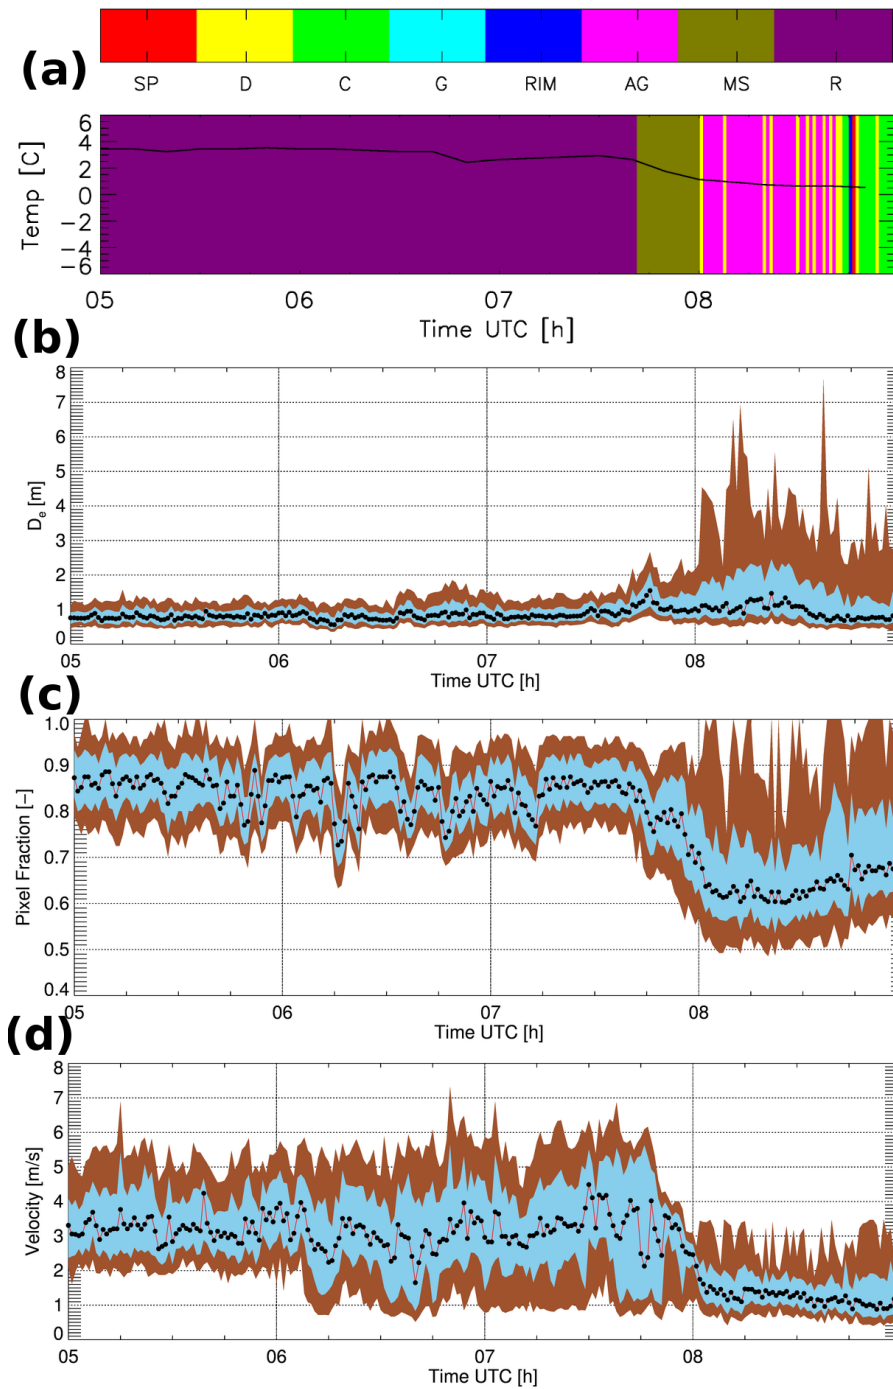 (a)
SP D C G RIM AG MS R
Temp [C]
6
4
2
0
−2
−4
−6
05 06 07 08
Time UTC [h]
(b)
D_e [m]
8
7
6
5
4
3
2
1
0
05 06 07 08
Time UTC [h]
(c)
Pixel Fraction [–]
1.0
0.9
0.8
0.7
0.6
0.5
0.4
05 06 07 08
Time UTC [h]
(d)
Velocity [m/s]
8
7
6
5
4
3
2
1
0
05 06 07 08
Time UTC [h]